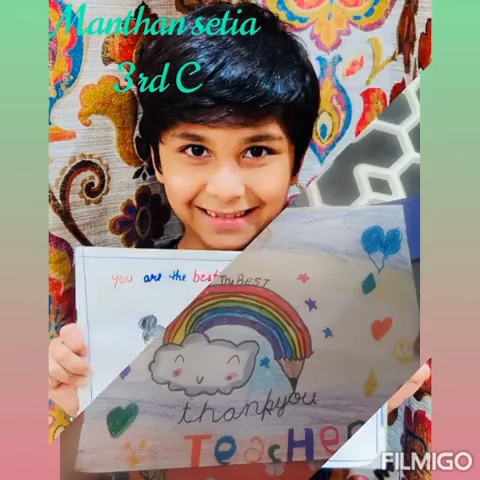 Manthan setia
3rd C
you are the best
The BEST
thankyou
TEacHer
FILMIGO